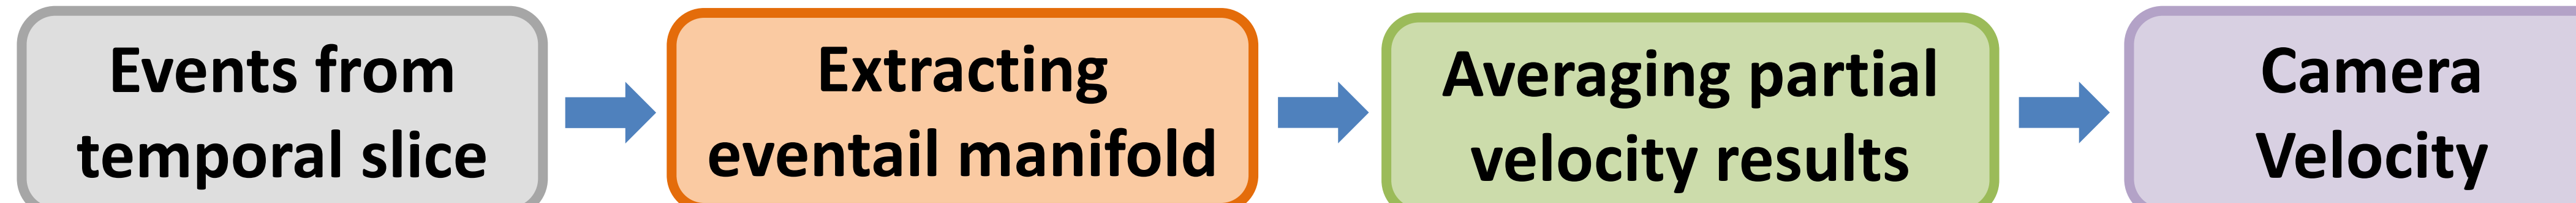 Events from
temporal slice
Extracting
eventail manifold
Averaging partial
velocity results
Camera
Velocity